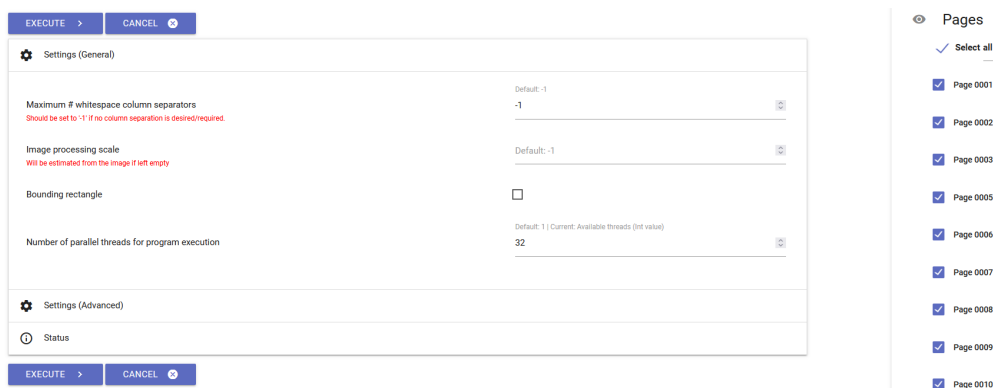 EXECUTE
CANCEL
Settings (General)
Default: -1
Maximum # whitespace column separators
-1
Should be set to '-1' if no column separation is desired/required.
Image processing scale
Default: -1
Will be estimated from the image if left empty
Bounding rectangle
Default: 1 | Current: Available threads (Int value)
Number of parallel threads for program execution
32
Settings (Advanced)
Status
EXECUTE
CANCEL
Pages
Select all
Page 0001
Page 0002
Page 0003
Page 0005
Page 0006
Page 0007
Page 0008
Page 0009
Page 0010